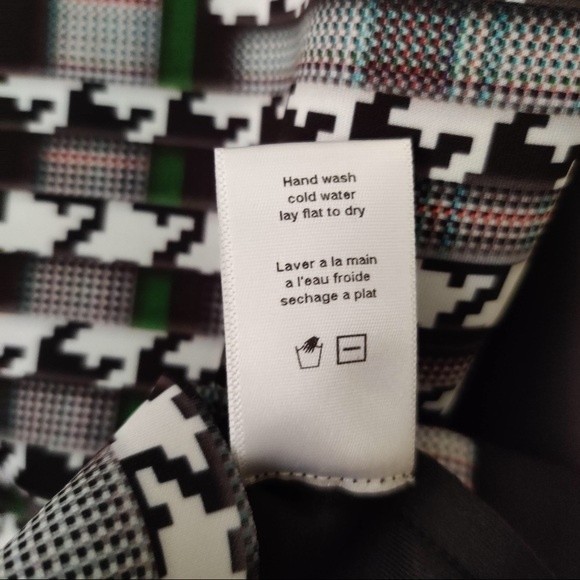 Hand wash
cold water
lay flat to dry
Laver a la main
a l'eau froide
sechage a plat